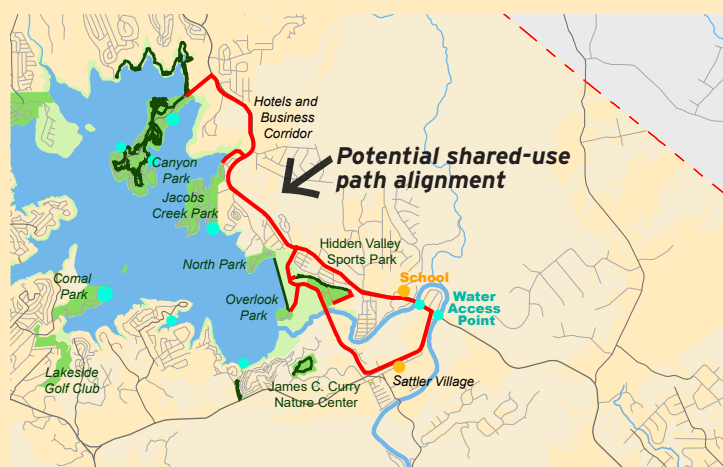 Hotels and
Business
Corridor
Potential shared-use
path alignment
Canyon
Park
Jacobs
Creek Park
Hidden Valley
Sports Park
North Park
School
Comal
Park
Overlook
Park
Water
Access
Point
Lakeside
Golf Club
James C. Curry
Nature Center
Sattler Village